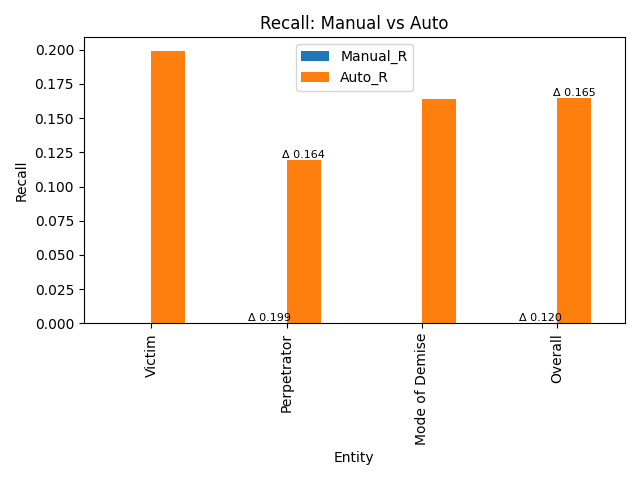 Recall: Manual vs Auto
Manual_R
Auto_R
Recall
0.200
0.175
0.150
0.125
0.100
0.075
0.050
0.025
0.000
Δ 0.199
Δ 0.164
Δ 0.120
Δ 0.165
Victim
Perpetrator
Mode of Demise
Overall
Entity